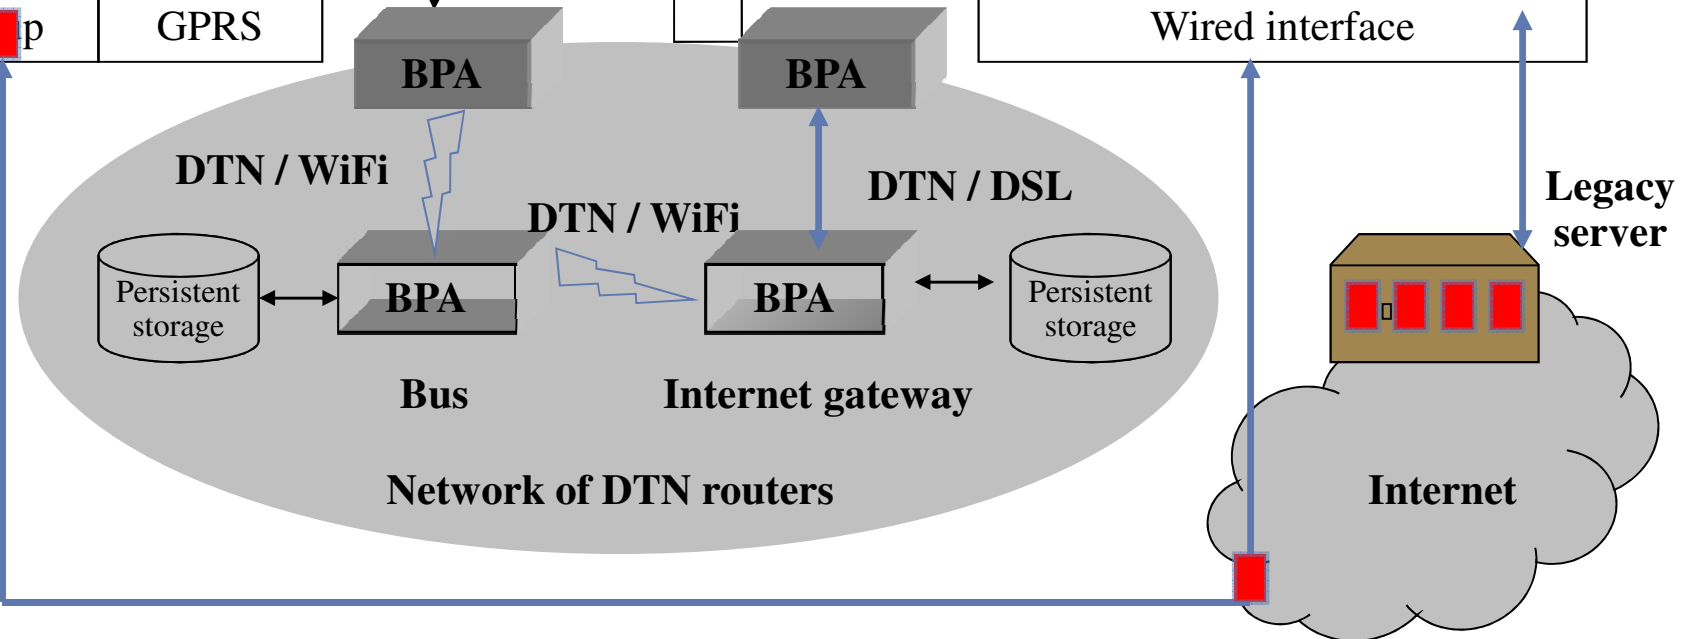 GPRS
Wired interface
BPA
BPA
DTN / WiFi
DTN / DSL
Legacy
server
DTN / WiFi
Persistent
storage
BPA
BPA
Persistent
storage
Bus
Internet gateway
Network of DTN routers
Internet